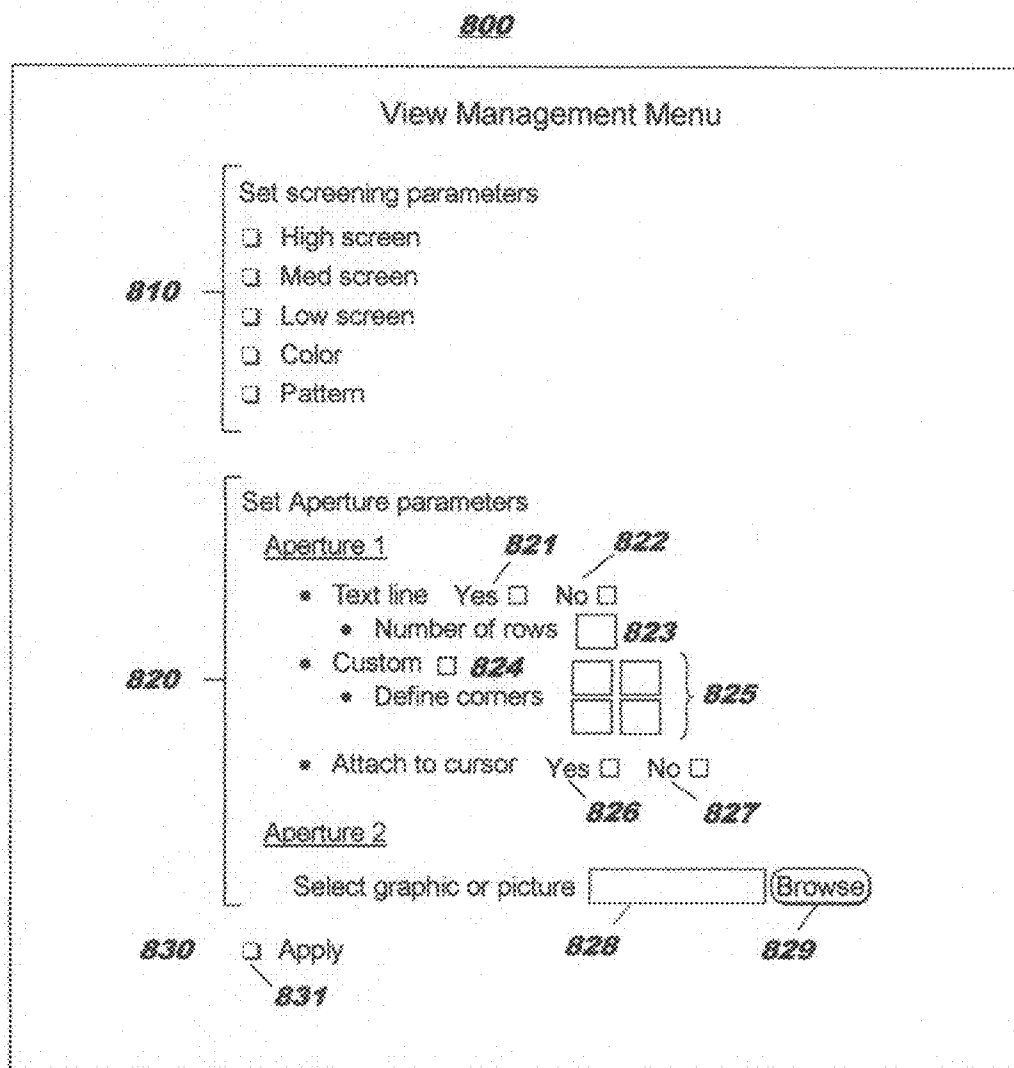 800
View Management Menu
Set screening parameters
High screen
Med screen
810
Low screen
Color
Pattern
Set Aperture parameters
Aperture 1
821
822
Text line Yes No
Number of rows 823
820
Custom 824
Define corners 825
Attach to cursor Yes No
826
827
Aperture 2
Select graphic or picture Browse
828
829
830
Apply
831